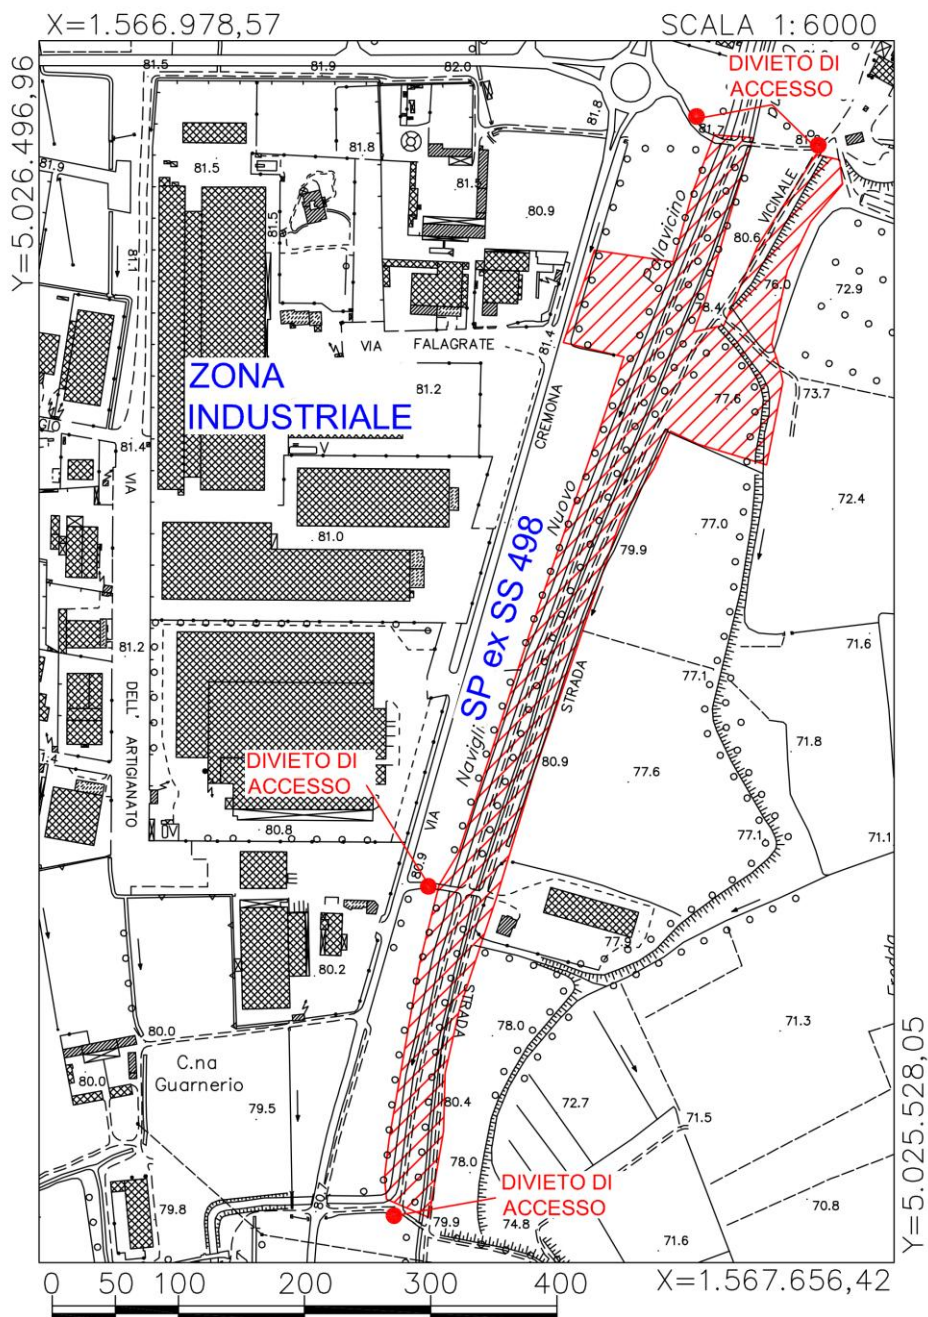 X=1.566.978,57
SCALA 1:6000
Y=5.026.496,96
DIVIETO DI
ACCESSO
81.5
81.9
82.0
81.8
81.7
81.9
81.5
81.8
81.5
80.9
Pallavicino
VICINALE
80.6
81.5
81.1
76.0
72.9
78.4
VIA FALAGRATE
81.4
ZONA
INDUSTRIALE
81.2
CREMONA
77.6
73.7
81.4
VIA
72.4
77.0
Nuovo
81.0
79.9
SP ex SS 498
81.2
71.6
77.1
STRADA
DELL' ARTIGIANATO
71.8
80.9
77.6
DIVIETO DI
ACCESSO
Navigli
80.8
VIA
77.1
71.1
80.9
77.9
80.2
STRADA
78.0
71.3
80.0
C.na
Guarnerio
80.0
79.5
80.4
72.7
71.5
78.0
DIVIETO DI
ACCESSO
79.8
79.9
74.8
70.8
71.6
Y=5.025.528,05
0 100 200 300 400
X=1.567.656,42